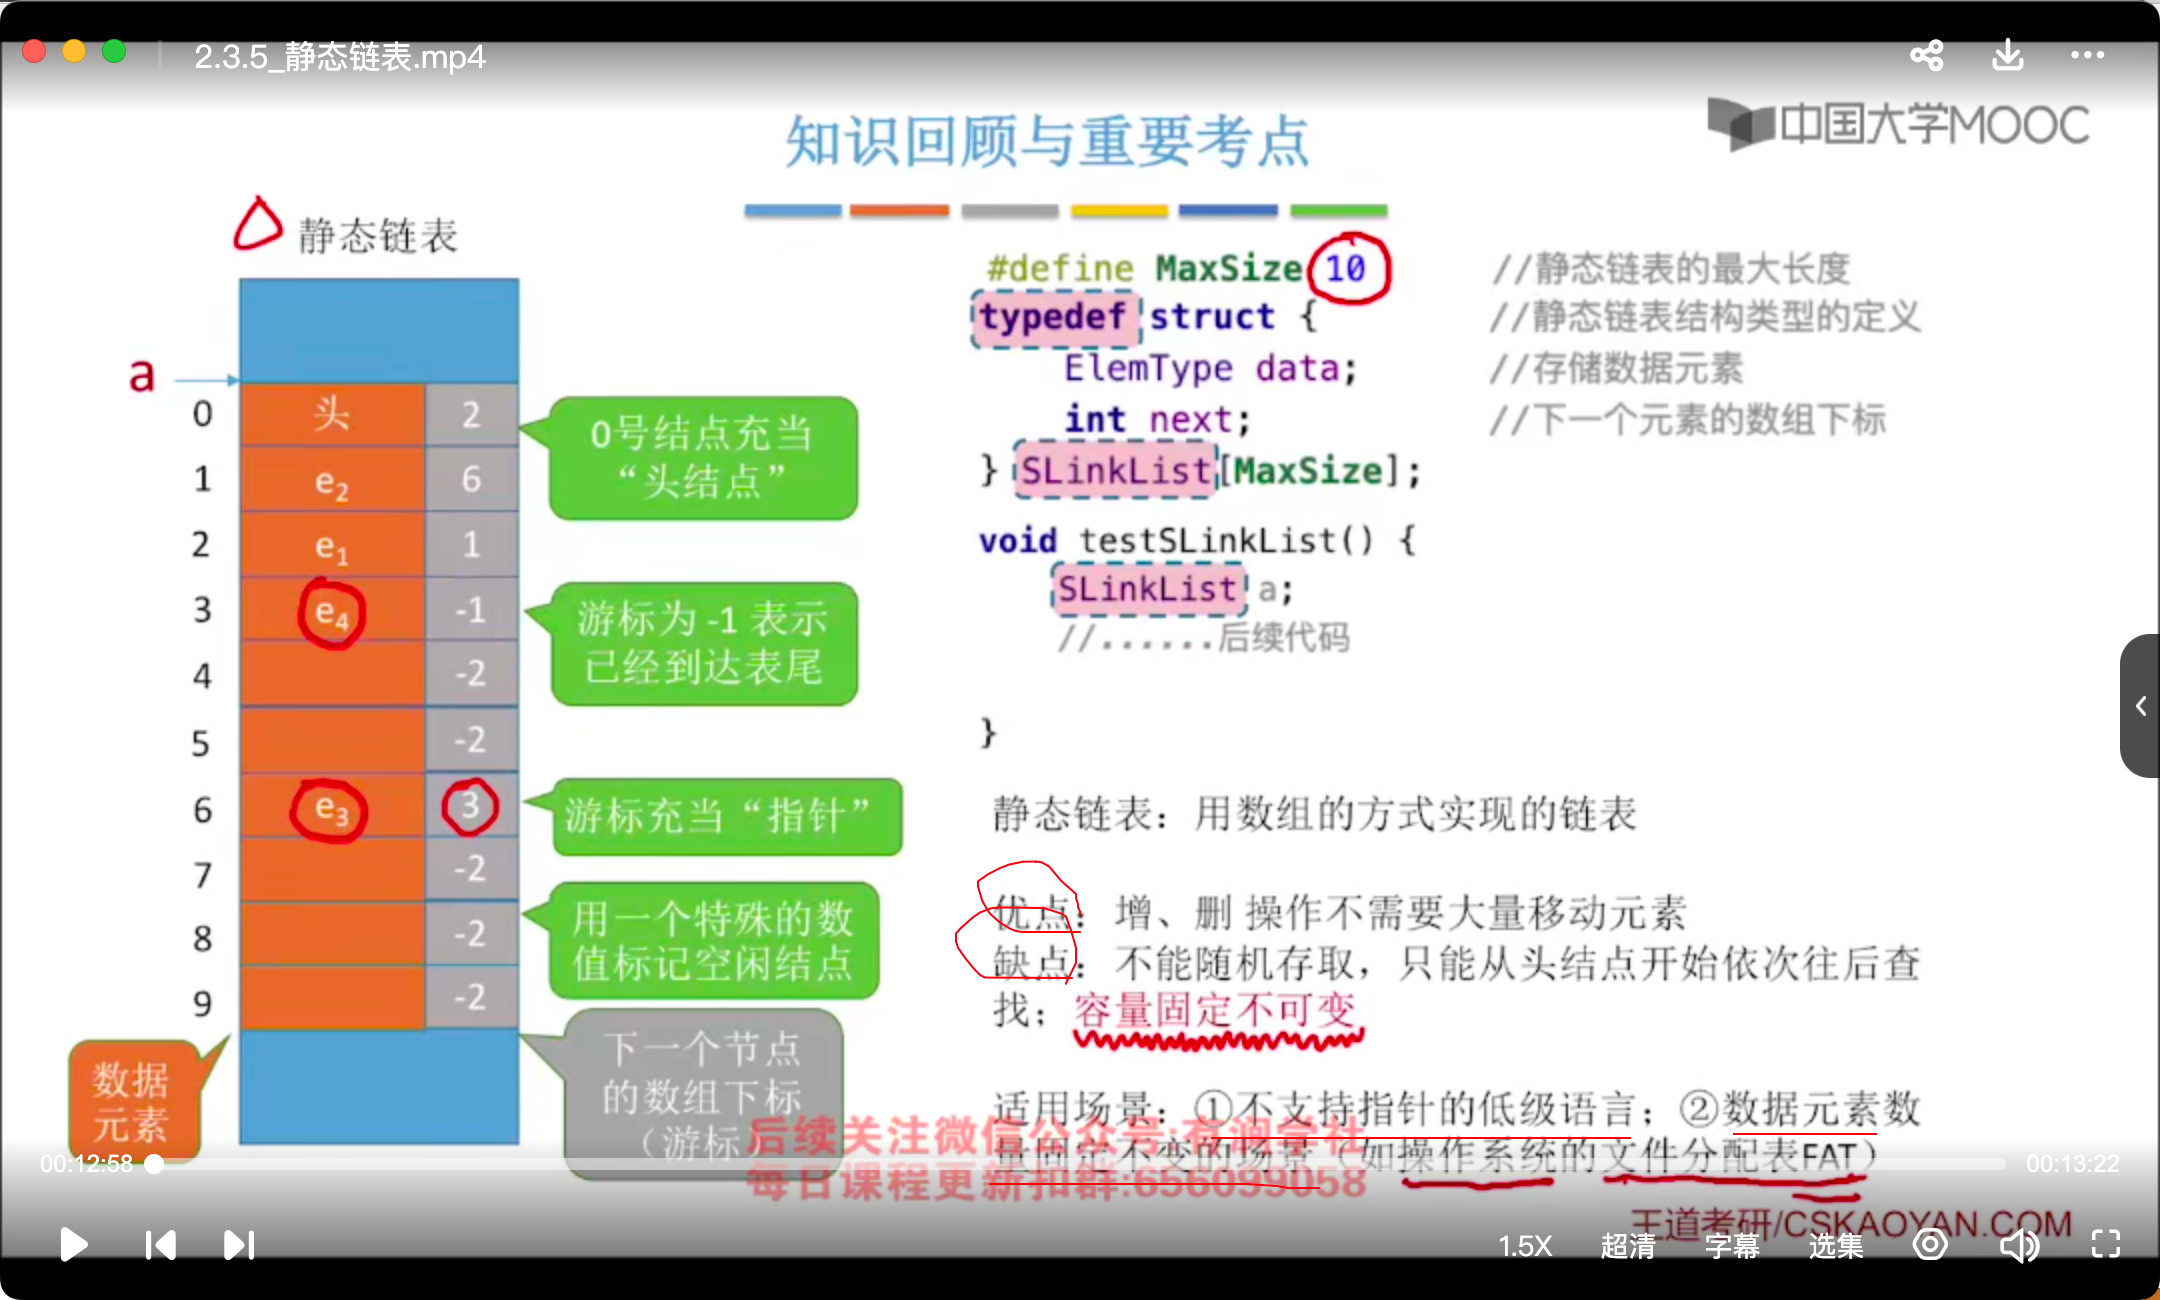 2.3.5_静态链表.mp4
知识回顾与重要考点
中国大学MOOC
静态链表
a
0 头 2
1 e2 6
2 e1 1
3 e4 -1
4 -2
5 -2
6 e3 3
7 -2
8 -2
9 -2
0号结点充当
“头结点”
游标为 -1 表示
已经到达表尾
游标充当“指针”
用一个特殊的数
值标记空闲结点
下一个节点
的数组下标
（游标）
数据
元素
#define MaxSize 10 //静态链表的最大长度
typedef struct { //静态链表结构类型的定义
ElemType data; //存储数据元素
int next; //下一个元素的数组下标
} SLinkList[MaxSize];
void testSLinkList() {
SLinkList a;
//......后续代码
}
静态链表：用数组的方式实现的链表
优点：增、删 操作不需要大量移动元素
缺点：不能随机存取，只能从头结点开始依次往后查
找；容量固定不可变
适用场景：①不支持指针的低级语言；②数据元素数
量固定不变的场景（如操作系统的文件分配表FAT）
后续关注微信公众号:有涧学社
每日课程更新扣群:656099058
王道考研/CSKAOYAN.COM
00:12:58
00:13:22
1.5X 超清 字幕 选集